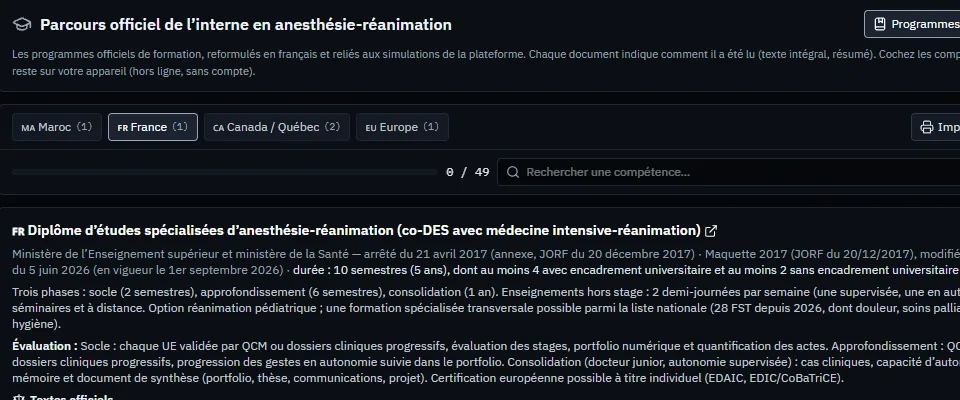 Parcours officiel de l’interne en anesthésie-réanimation
Programmes
Les programmes officiels de formation, reformulés en français et reliés aux simulations de la plateforme. Chaque document indique comment il a été lu (texte intégral, résumé). Cochez les
reste sur votre appareil (hors ligne, sans compte).
MA Maroc (1) FR France (1) CA Canada / Québec (2) EU Europe (1)
0 / 49 Rechercher une compétence...
FR Diplôme d’études spécialisées d’anesthésie-réanimation (co-DES avec médecine intensive-réanimation)
Ministère de l’Enseignement supérieur et ministère de la Santé — arrêté du 21 avril 2017 (annexe, JORF du 20 décembre 2017) · Maquette 2017 (JORF du 20/12/2017),
du 5 juin 2026 (en vigueur le 1er septembre 2026) · durée : 10 semestres (5 ans), dont au moins 4 avec encadrement universitaire et au moins 2 sans encadrement universitaire
Trois phases : socle (2 semestres), approfondissement (6 semestres), consolidation (1 an). Enseignements hors stage : 2 demi-journées par semaine (une supervisée, une en
séminaires et à distance. Option réanimation pédiatrique ; une formation spécialisée transversale possible parmi la liste nationale (28 FST depuis 2026, dont douleur, soins
hygiène).
Évaluation : Socle : chaque UE validée par QCM ou dossiers cliniques progressifs, évaluation des stages, portfolio numérique et quantification des actes. Approfondissement :
dossiers cliniques progressifs, progression des gestes en autonomie suivie dans le portfolio. Consolidation (docteur junior, autonomie supervisée) : cas cliniques, capacité
mémoire et document de synthèse (portfolio, thèse, communications, projet). Certification européenne possible à titre individuel (EDAIC, EDIC/CoBaTriCE).
Textes officiels